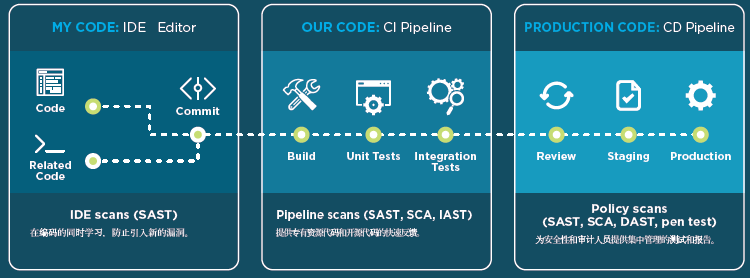 MY CODE: IDE Editor
Code
Commit
Related
Code
IDE scans (SAST)
在编码的同时学习，防止引入新的漏洞。
OUR CODE: CI Pipeline
Build
Unit Tests
Integration
Tests
Pipeline scans (SAST, SCA, IAST)
提供专有资源代码和开源代码的快速反馈。
PRODUCTION CODE: CD Pipeline
Review
Staging
Production
Policy scans
(SAST, SCA, DAST, pen test)
为安全性和审计人员提供集中管理的测试和报告。